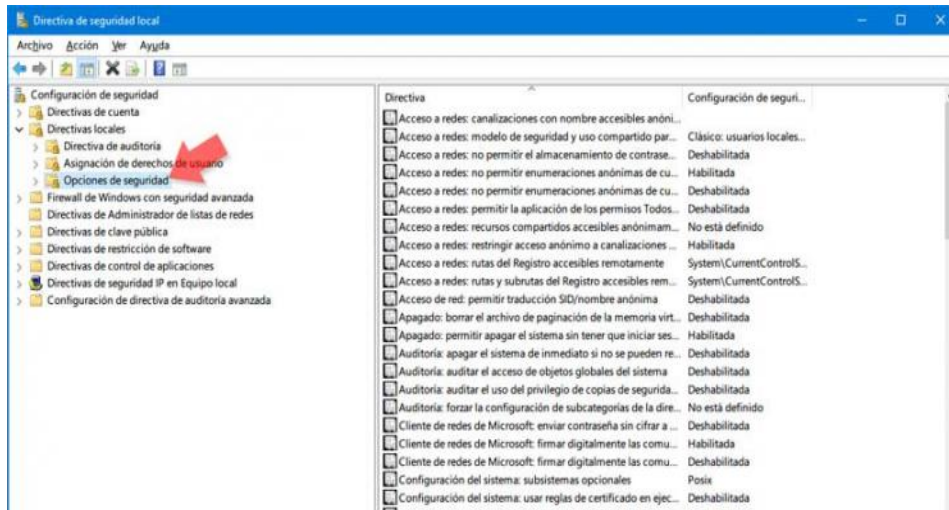 Directiva de seguridad local
Archivo Acción Ver Ayuda
Configuración de seguridad
Directivas de cuenta
Directivas locales
Directiva de auditoría
Asignación de derechos de usuario
Opciones de seguridad
Firewall de Windows con seguridad avanzada
Directivas de Administrador de listas de redes
Directivas de clave pública
Directivas de restricción de software
Directivas de control de aplicaciones
Directivas de seguridad IP en Equipo local
Configuración de directiva de auditoría avanzada
Directiva Configuración de seguri...
Acceso a redes: canalizaciones con nombre accesibles anóni...
Acceso a redes: modelo de seguridad y uso compartido par... Clásico: usuarios locales...
Acceso a redes: no permitir el almacenamiento de contrase... Deshabilitada
Acceso a redes: no permitir enumeraciones anónimas de cu... Habilitada
Acceso a redes: no permitir enumeraciones anónimas de cu... Deshabilitada
Acceso a redes: permitir la aplicación de los permisos Todos... Deshabilitada
Acceso a redes: recursos compartidos accesibles anónimam... No está definido
Acceso a redes: restringir acceso anónimo a canalizaciones ... Habilitada
Acceso a redes: rutas del Registro accesibles remotamente System\CurrentControlS...
Acceso a redes: rutas y subrutas del Registro accesibles rem... System\CurrentControlS...
Acceso de red: permitir traducción SID/nombre anónima Deshabilitada
Apagado: borrar el archivo de paginación de la memoria virt... Deshabilitada
Apagado: permitir apagar el sistema sin tener que iniciar ses... Habilitada
Auditoría: apagar el sistema de inmediato si no se pueden re... Deshabilitada
Auditoría: auditar el acceso de objetos globales del sistema Deshabilitada
Auditoría: auditar el uso del privilegio de copias de segurida... Deshabilitada
Auditoría: forzar la configuración de subcategorías de la dire... No está definido
Cliente de redes de Microsoft: enviar contraseña sin cifrar a ... Deshabilitada
Cliente de redes de Microsoft: firmar digitalmente las comu... Habilitada
Cliente de redes de Microsoft: firmar digitalmente las comu... Deshabilitada
Configuración del sistema: subsistemas opcionales Posix
Configuración del sistema: usar reglas de certificado en ejec... Deshabilitada